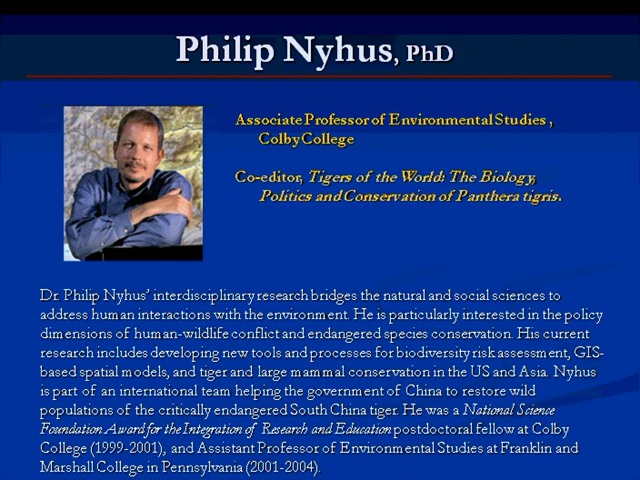 Philip Nyhus, PhD
Associate Professor of Environmental Studies ,
Colby College
Co-editor, Tigers of the World: The Biology,
Politics and Conservation of Panthera tigris.
Dr. Philip Nyhus’ interdisciplinary research bridges the natural and social sciences to
address human interactions with the environment. He is particularly interested in the policy
dimensions of human-wildlife conflict and endangered species conservation. His current
research includes developing new tools and processes for biodiversity risk assessment, GIS-
based spatial models, and tiger and large mammal conservation in the US and Asia. Nyhus
is part of an international team helping the government of China to restore wild
populations of the critically endangered South China tiger. He was a National Science
Foundation Award for the Integration of Research and Education postdoctoral fellow at Colby
College (1999-2001), and Assistant Professor of Environmental Studies at Franklin and
Marshall College in Pennsylvania (2001-2004).